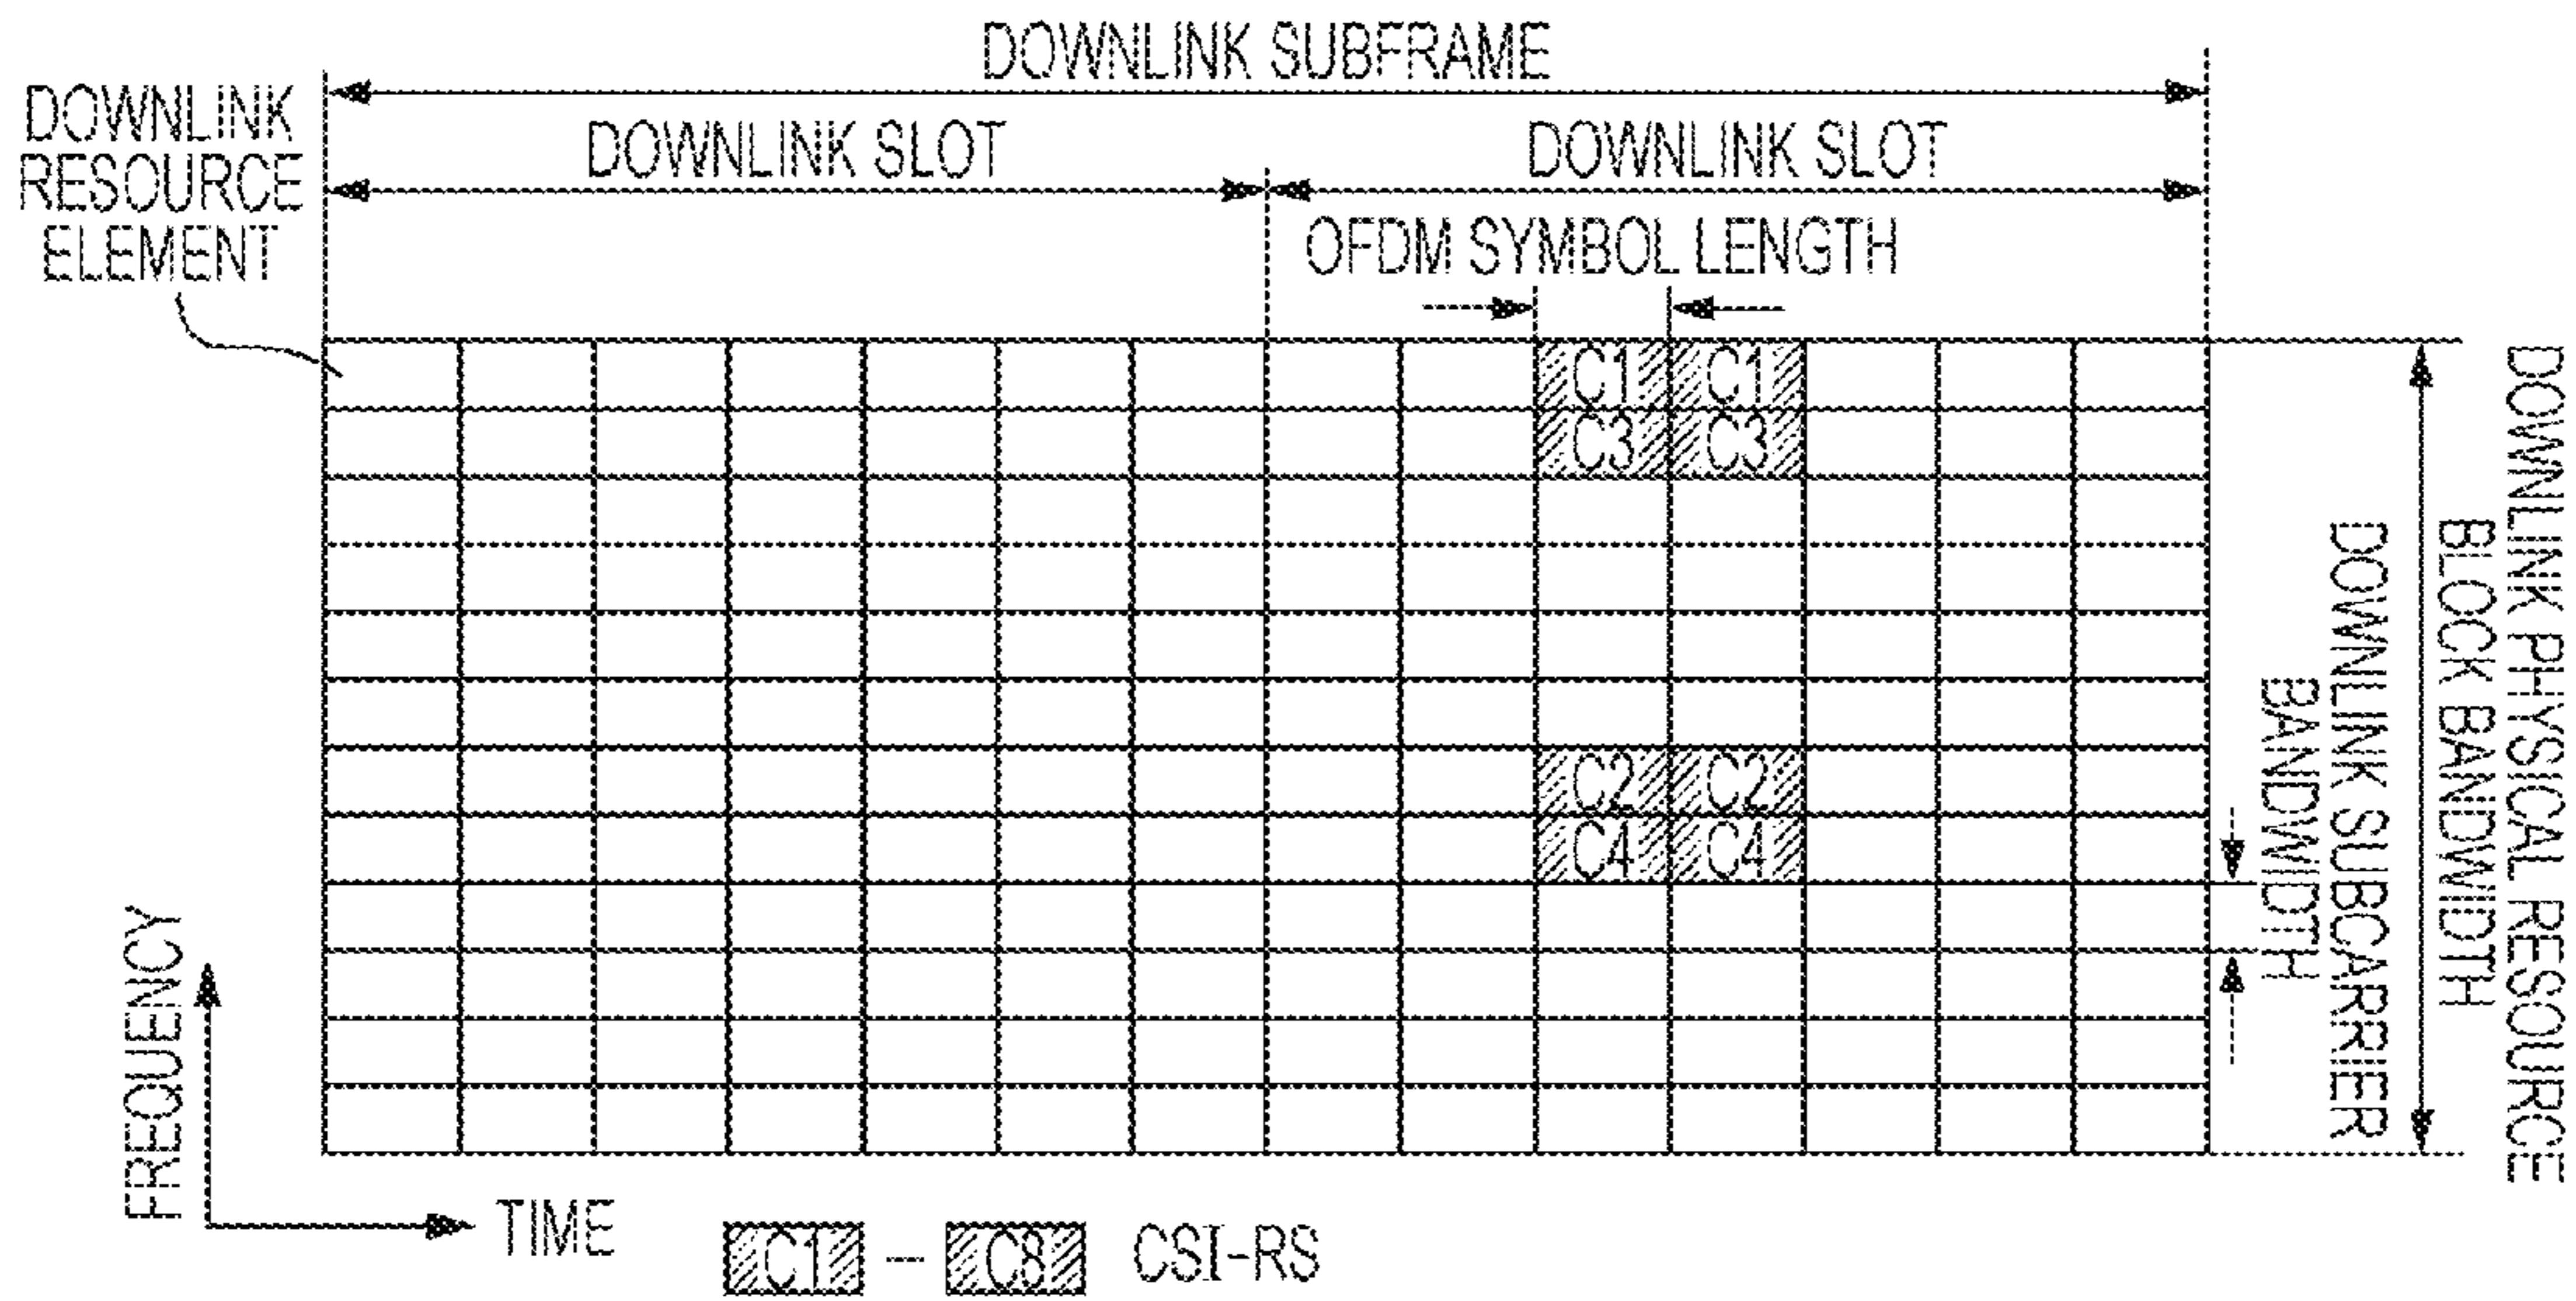 DOWNLINK SUBFRAME
DOWNLINK
RESOURCE
ELEMENT
DOWNLINK SLOT
DOWNLINK SLOT
OFDM SYMBOL LENGTH
C1 C1
C3 C3
C2 C2
C4 C4
DOWNLINK SUBCARRIER
BANDWIDTH
DOWNLINK PHYSICAL RESOURCE
BLOCK BANDWIDTH
FREQUENCY
TIME
C1 - C8 CSI-RS